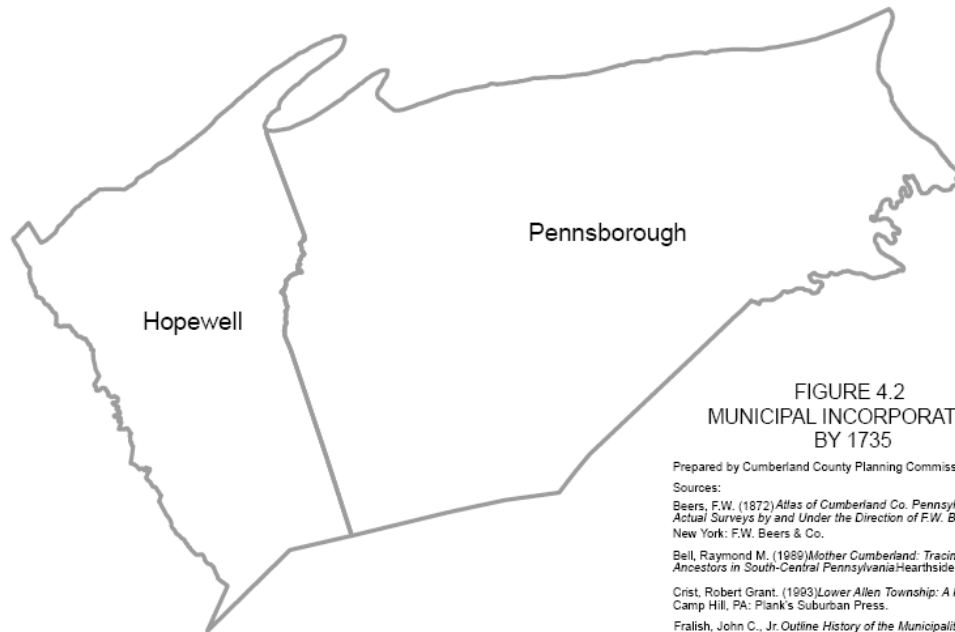 Pennsborough
Hopewell
FIGURE 4.2
MUNICIPAL INCORPORAT
BY 1735
Prepared by Cumberland County Planning Commiss
Sources:
Beers, F.W. (1872)Atlas of Cumberland Co. Pennsyl
Actual Surveys by and Under the Direction of F.W. B
New York: F.W. Beers & Co.
Bell, Raymond M. (1989)Mother Cumberland: Tracin
Ancestors in South-Central PennsylvaniaHearthside
Crist, Robert Grant. (1993)Lower Allen Township: A
Camp Hill, PA: Plank's Suburban Press.
Fralish, John C., Jr.Outline History of the Municipalit